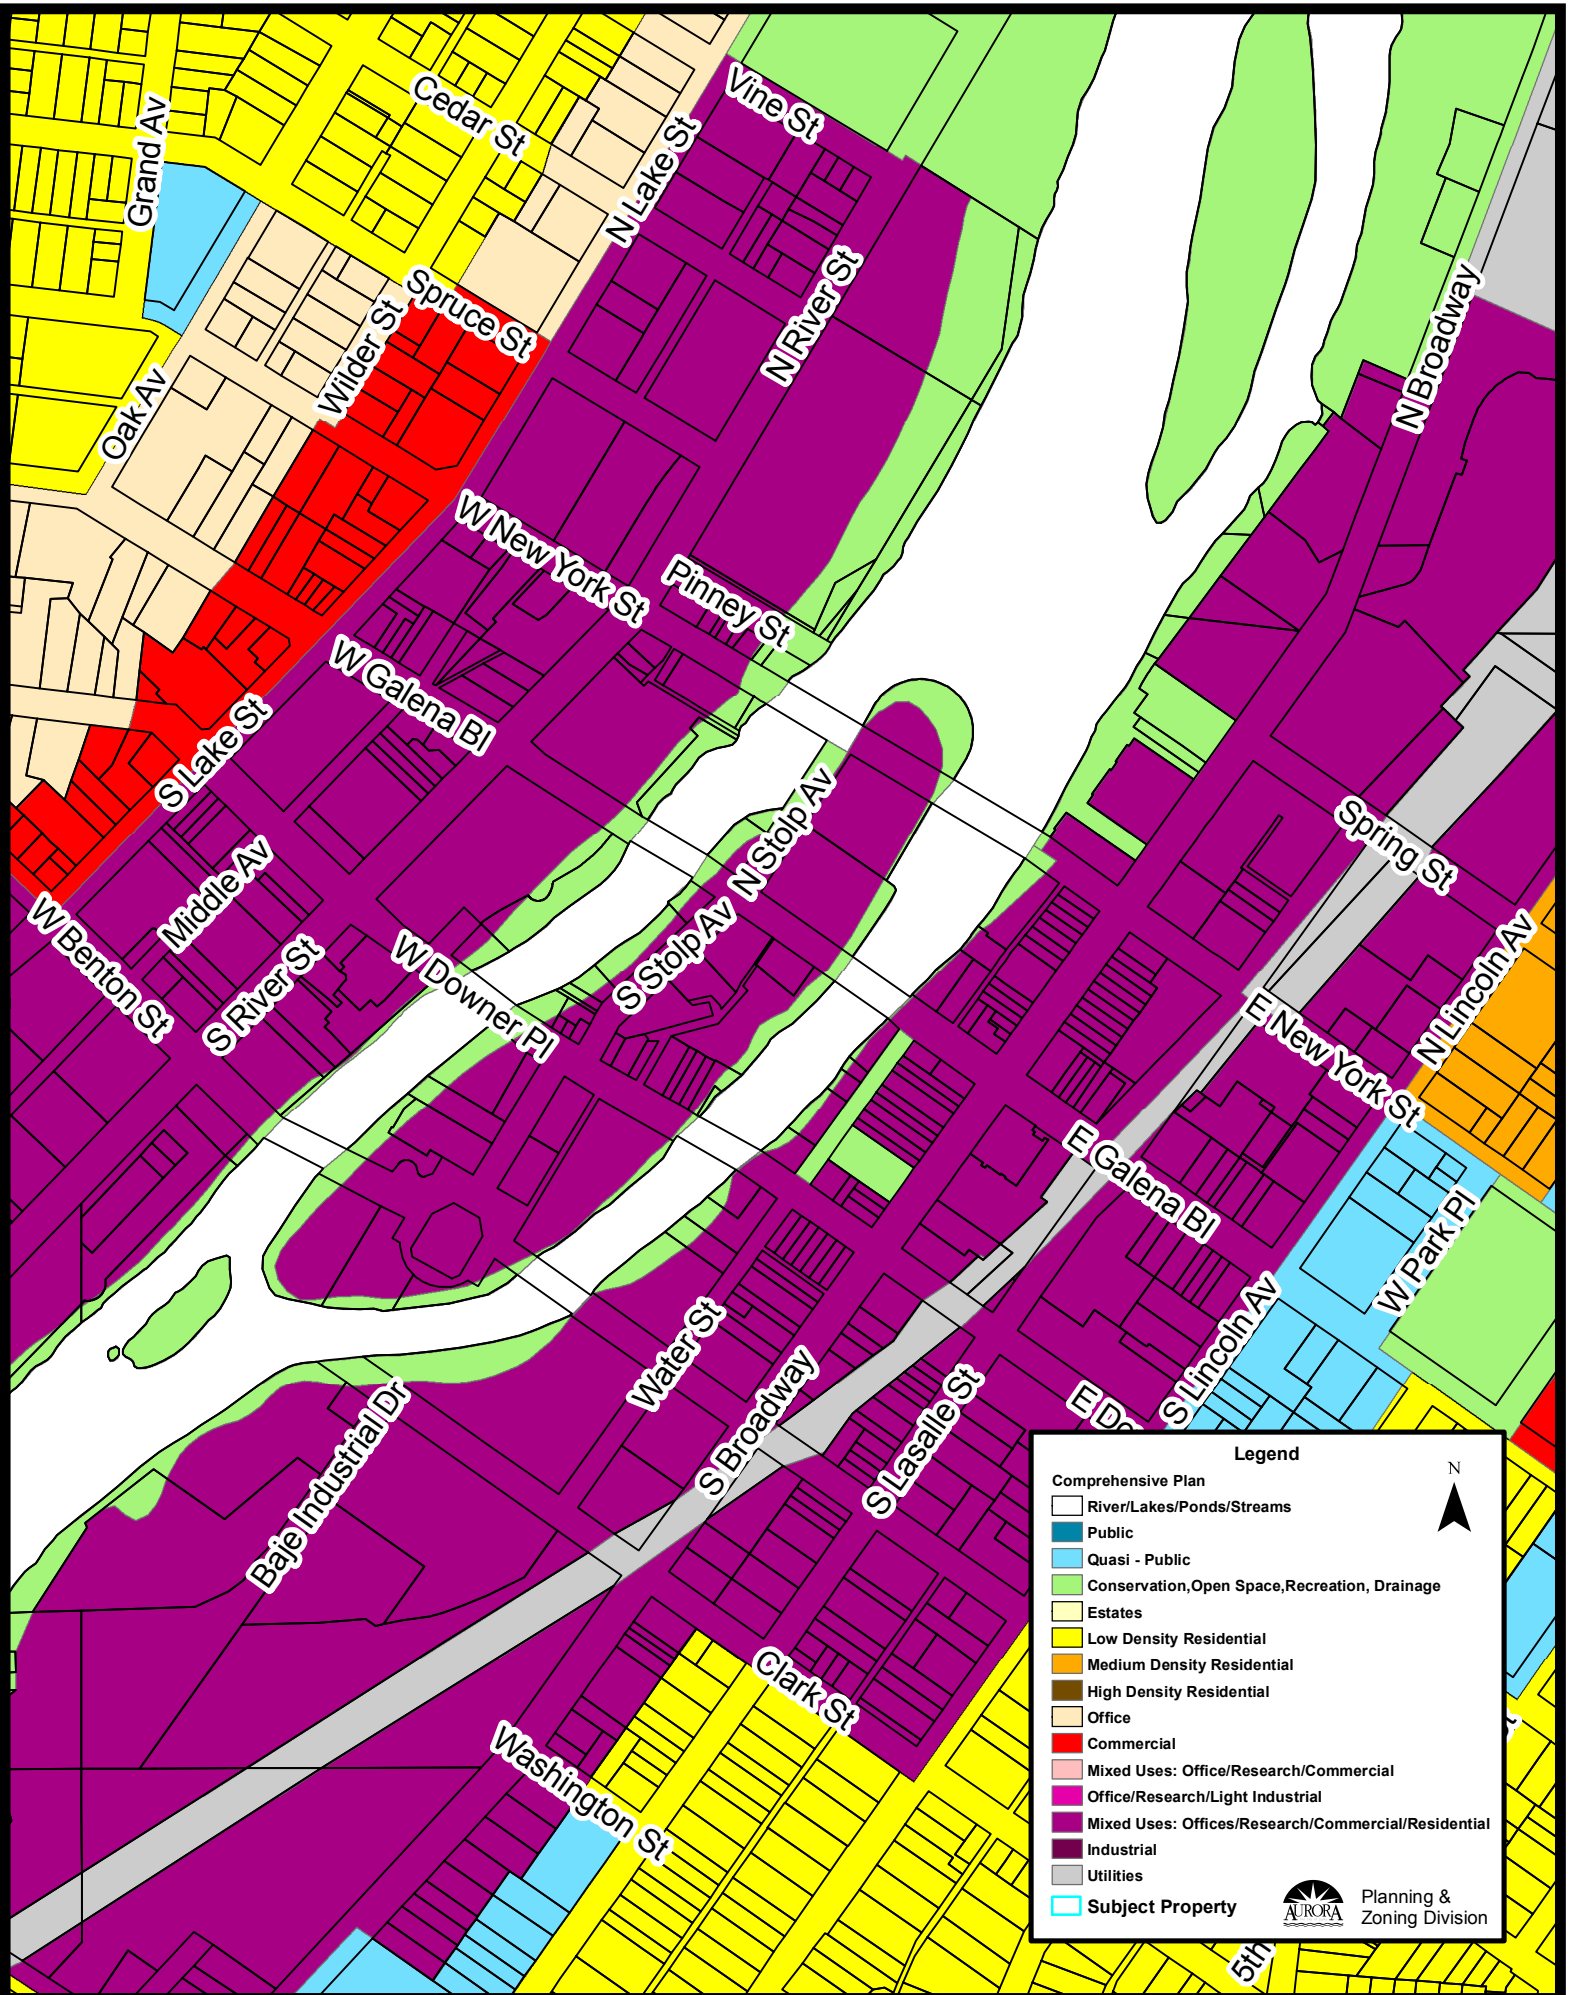 Cedar St
Vine St
Grand Av
N Lake St
N River St
Spruce St
Wilder St
N Broadway
Oak Av
W New York St
Pinney St
W Galena Bl
S Lake St
N Stolp Av
Spring St
Middle Av
W Benton St
S River St
W Downer Pl
S Stolp Av
N Lincoln Av
E New York St
E Galena Bl
W Park Pl
Water St
S Lincoln Av
S Broadway
S Lasalle St
Baje Industrial Dr
E Do
Clark St
Washington St
5th
Legend
Comprehensive Plan
N
River/Lakes/Ponds/Streams
Public
Quasi - Public
Conservation,Open Space,Recreation, Drainage
Estates
Low Density Residential
Medium Density Residential
High Density Residential
Office
Commercial
Mixed Uses: Office/Research/Commercial
Office/Research/Light Industrial
Mixed Uses: Offices/Research/Commercial/Residential
Industrial
Utilities
Subject Property
AURORA
Planning &
Zoning Division